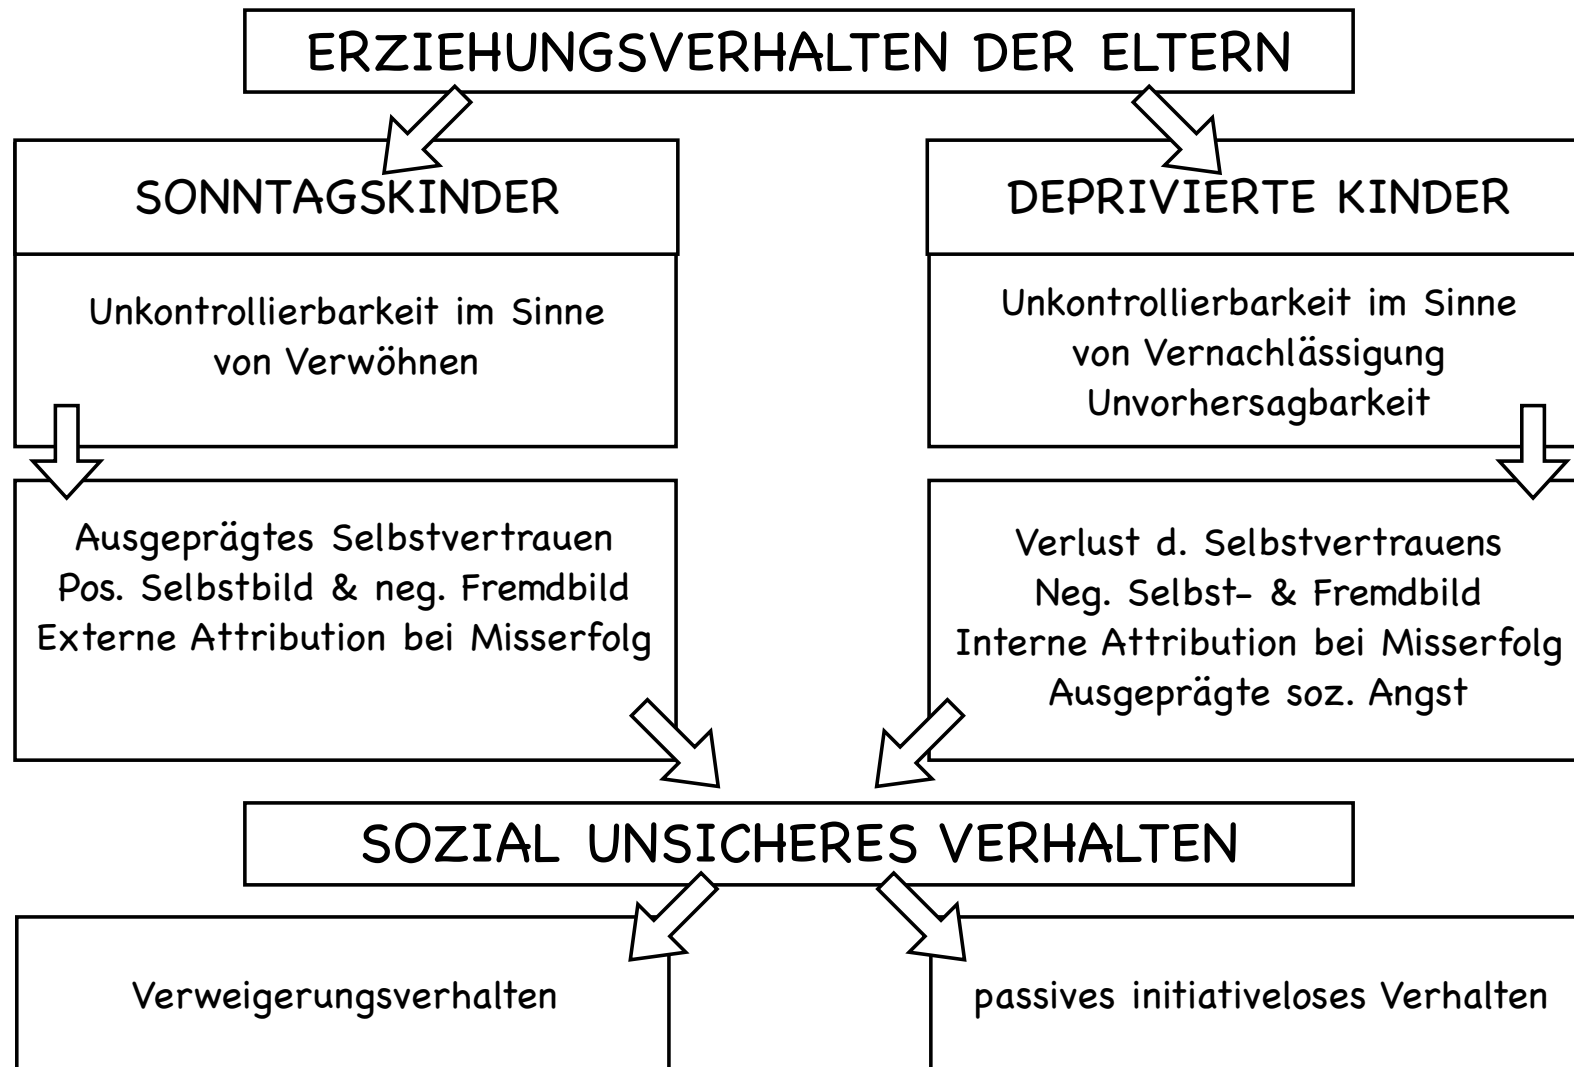 ERZIEHUNGSVERHALTEN DER ELTERN
SONNTAGSKINDER
Unkontrollierbarkeit im Sinne
von Verwöhnen
Ausgeprägtes Selbstvertrauen
Pos. Selbstbild & neg. Fremdbild
Externe Attribution bei Misserfolg
DEPRIVIERTE KINDER
Unkontrollierbarkeit im Sinne
von Vernachlässigung
Unvorhersagbarkeit
Verlust d. Selbstvertrauens
Neg. Selbst- & Fremdbild
Interne Attribution bei Misserfolg
Ausgeprägte soz. Angst
SOZIAL UNSICHERES VERHALTEN
Verweigerungsverhalten
passives initiativeloses Verhalten